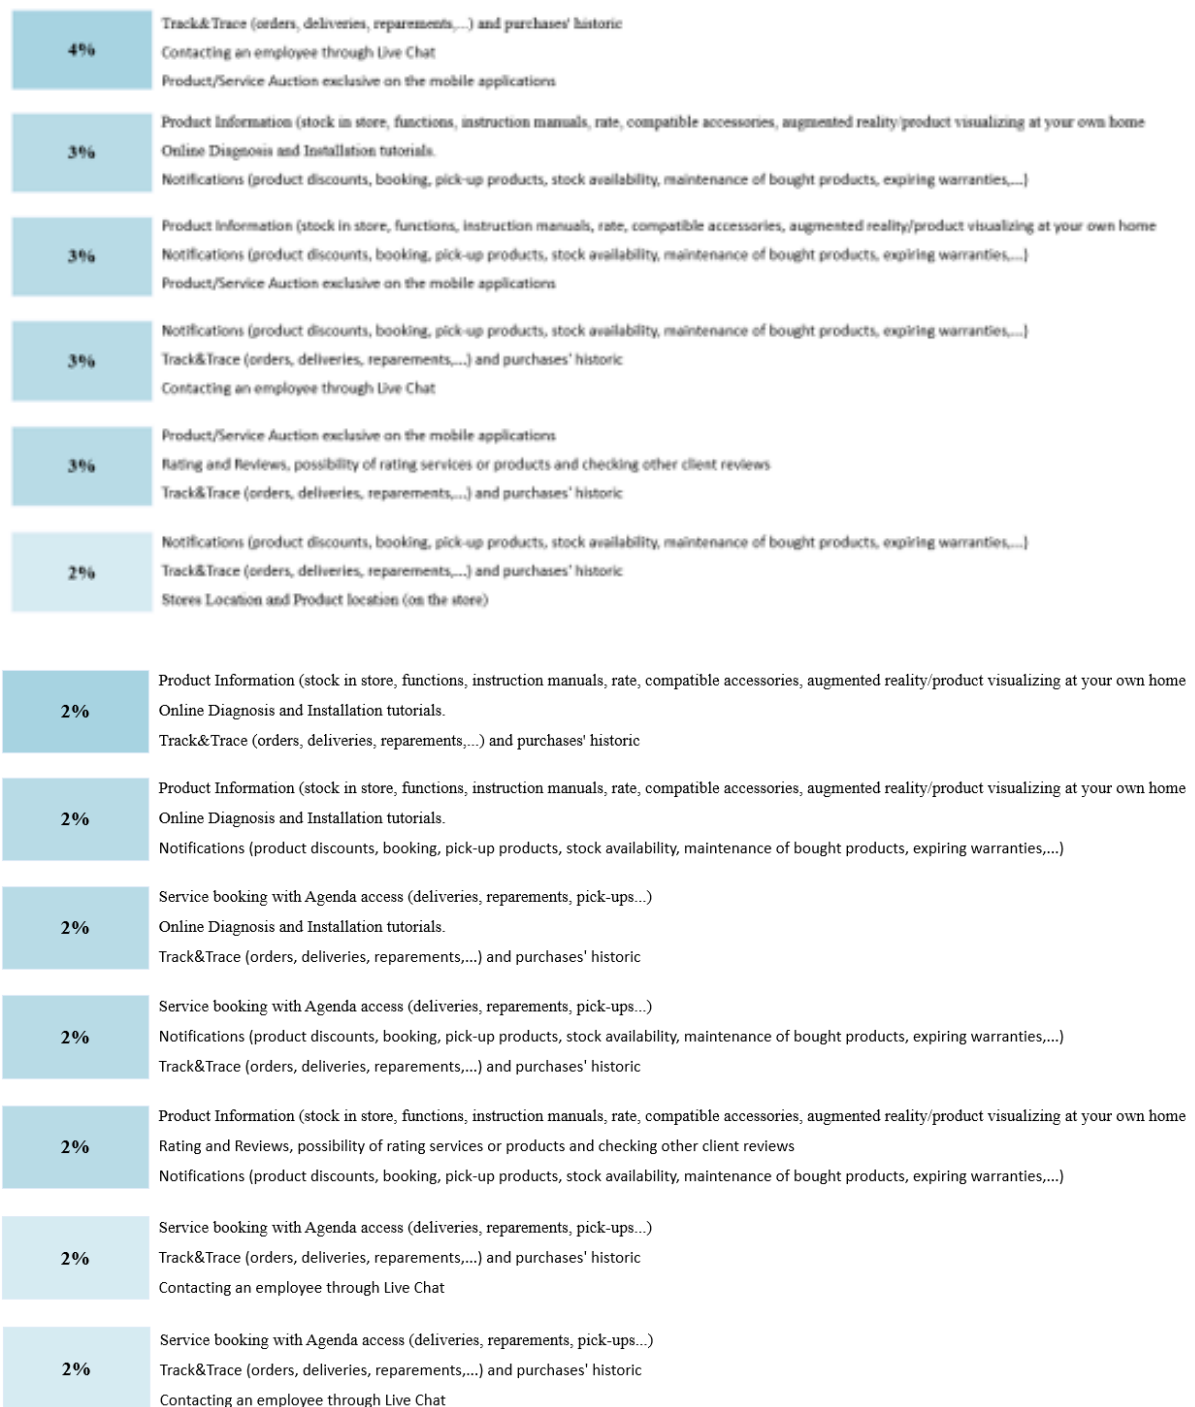 4%
Track&Trace (orders, deliveries, reparements,...) and purchases' historic
Contacting an employee through Live Chat
Product/Service Auction exclusive on the mobile applications
3%
Product Information (stock in store, functions, instruction manuals, rate, compatible accessories, augmented reality/product visualizing at your own home
Online Diagnosis and Installation tutorials.
Notifications (product discounts, booking, pick-up products, stock availability, maintenance of bought products, expiring warranties,...)
3%
Product Information (stock in store, functions, instruction manuals, rate, compatible accessories, augmented reality/product visualizing at your own home
Notifications (product discounts, booking, pick-up products, stock availability, maintenance of bought products, expiring warranties,...)
Product/Service Auction exclusive on the mobile applications
3%
Notifications (product discounts, booking, pick-up products, stock availability, maintenance of bought products, expiring warranties,...)
Track&Trace (orders, deliveries, reparements,...) and purchases' historic
Contacting an employee through Live Chat
3%
Product/Service Auction exclusive on the mobile applications
Rating and Reviews, possibility of rating services or products and checking other client reviews
Track&Trace (orders, deliveries, reparements,...) and purchases' historic
2%
Notifications (product discounts, booking, pick-up products, stock availability, maintenance of bought products, expiring warranties,...)
Track&Trace (orders, deliveries, reparements,...) and purchases' historic
Stores Location and Product location (on the store)
2%
Product Information (stock in store, functions, instruction manuals, rate, compatible accessories, augmented reality/product visualizing at your own home
Online Diagnosis and Installation tutorials.
Track&Trace (orders, deliveries, reparements,...) and purchases' historic
2%
Product Information (stock in store, functions, instruction manuals, rate, compatible accessories, augmented reality/product visualizing at your own home
Online Diagnosis and Installation tutorials.
Notifications (product discounts, booking, pick-up products, stock availability, maintenance of bought products, expiring warranties,...)
2%
Service booking with Agenda access (deliveries, reparements, pick-ups...)
Online Diagnosis and Installation tutorials.
Track&Trace (orders, deliveries, reparements,...) and purchases' historic
2%
Service booking with Agenda access (deliveries, reparements, pick-ups...)
Notifications (product discounts, booking, pick-up products, stock availability, maintenance of bought products, expiring warranties,...)
Track&Trace (orders, deliveries, reparements,...) and purchases' historic
2%
Product Information (stock in store, functions, instruction manuals, rate, compatible accessories, augmented reality/product visualizing at your own home
Rating and Reviews, possibility of rating services or products and checking other client reviews
Notifications (product discounts, booking, pick-up products, stock availability, maintenance of bought products, expiring warranties,...)
2%
Service booking with Agenda access (deliveries, reparements, pick-ups...)
Track&Trace (orders, deliveries, reparements,...) and purchases' historic
Contacting an employee through Live Chat
2%
Service booking with Agenda access (deliveries, reparements, pick-ups...)
Track&Trace (orders, deliveries, reparements,...) and purchases' historic
Contacting an employee through Live Chat